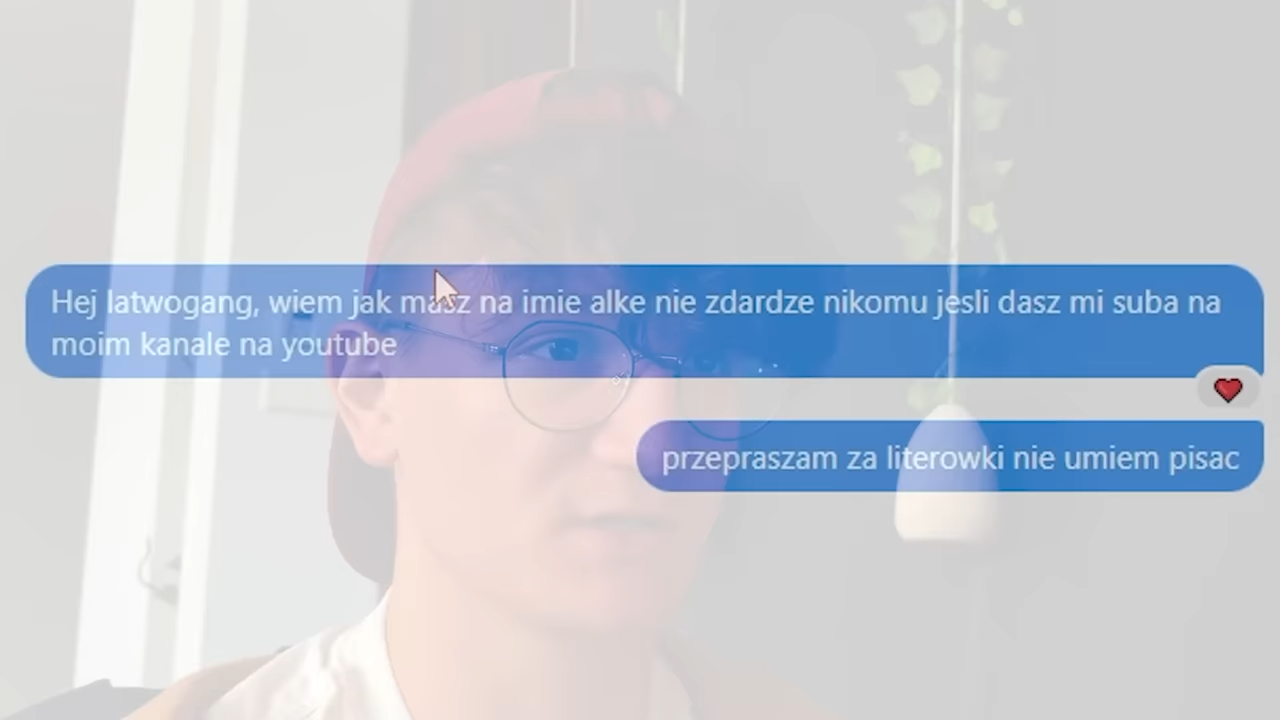 Hej latwogang, wiem jak masz na imie alke nie zdardze nikomu jesli dasz mi suba na
moim kanale na youtube
przepraszam za literowki nie umiem pisac